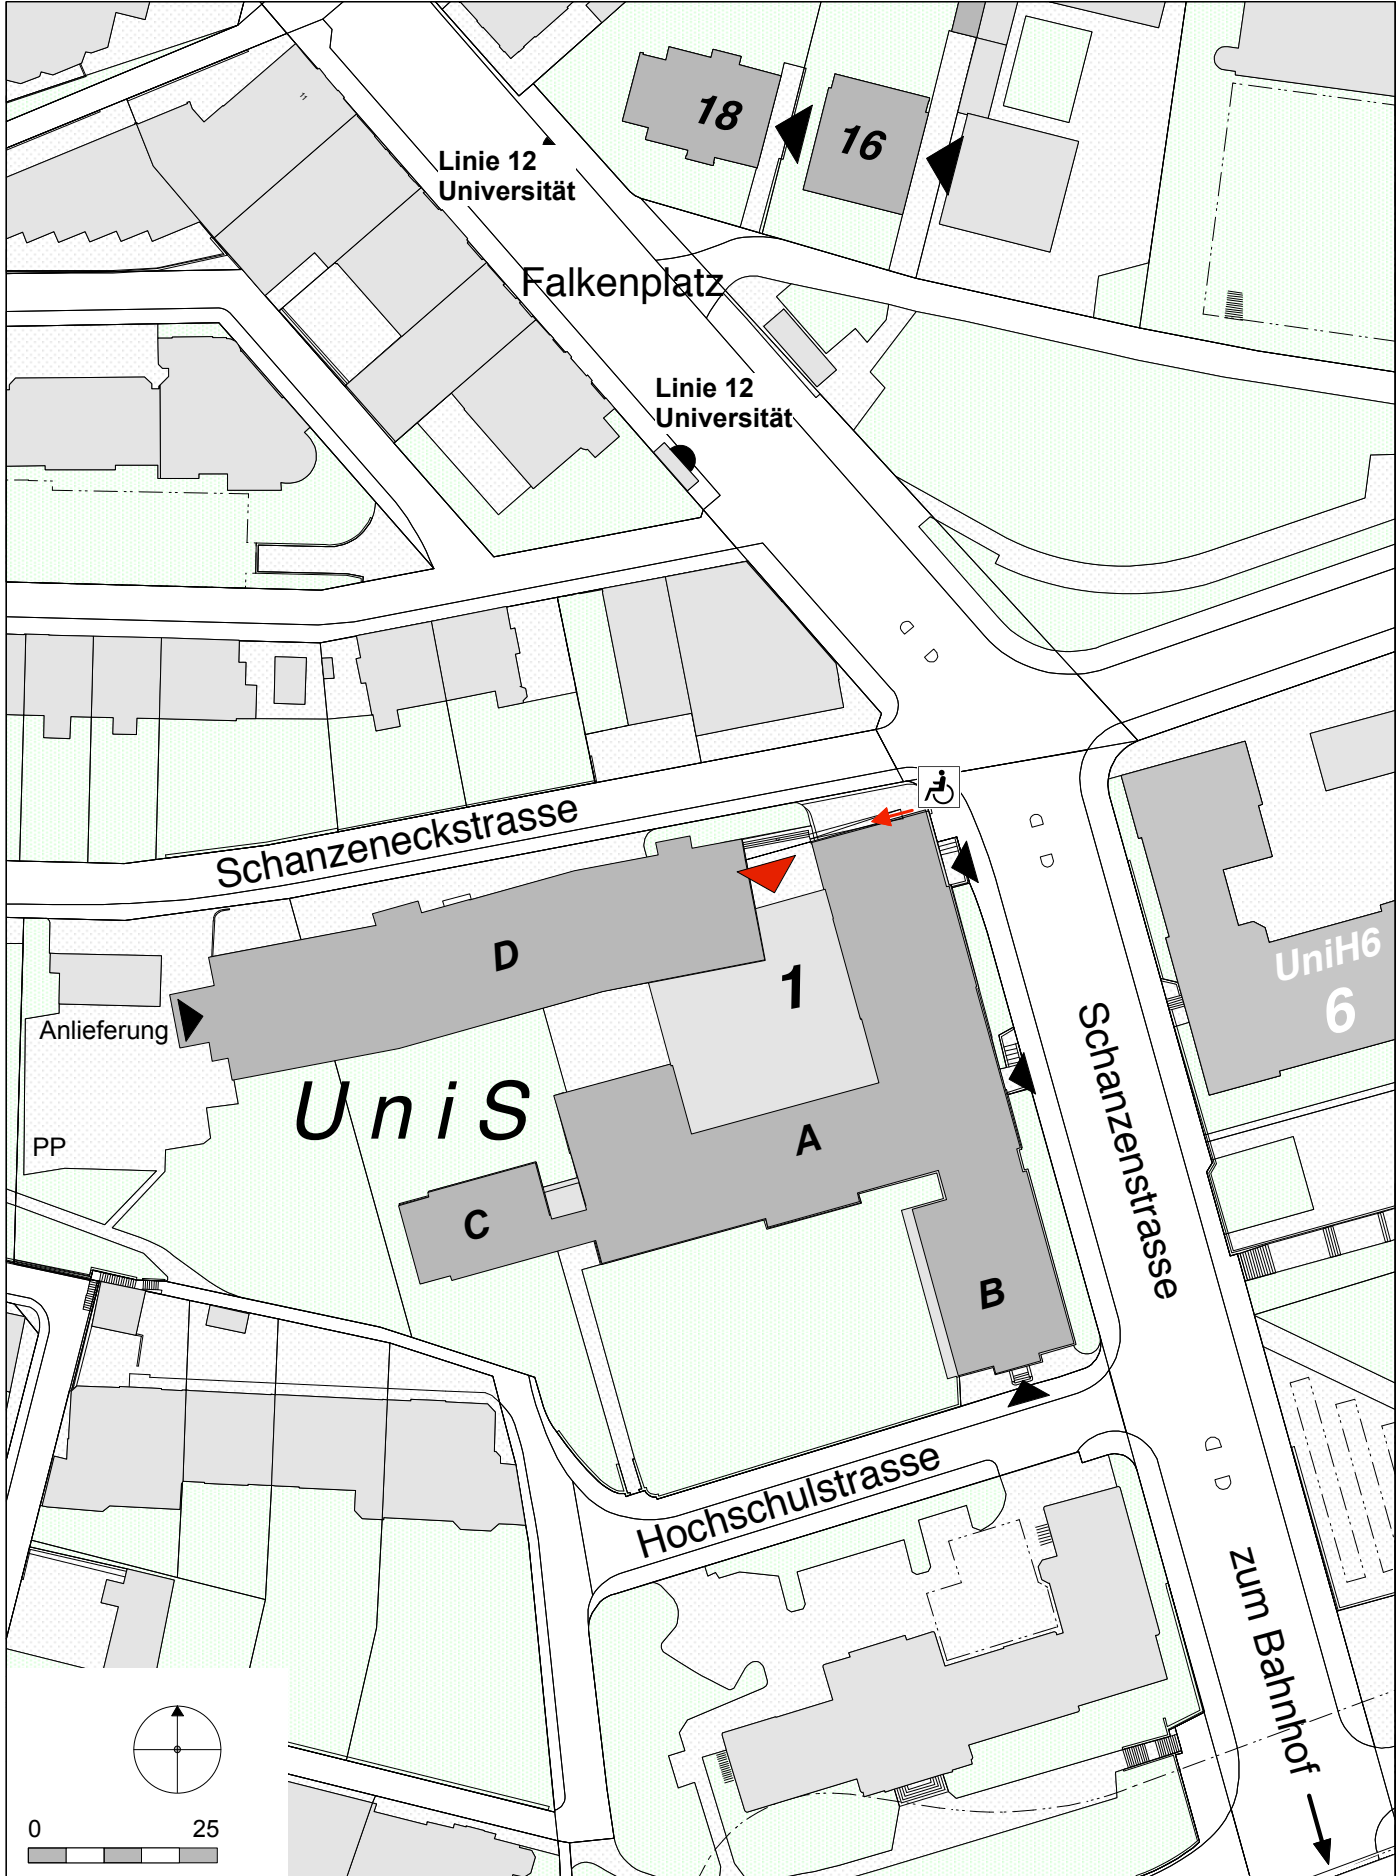 18
16
Linie 12
Universität
Falkenplatz
Linie 12
Universität
Schanzeneckstrasse
D
1
UniH6
6
Anlieferung
UniS
PP
A
C
B
Schanzenstrasse
Hochschulstrasse
zum Bahnhof
0 25
11